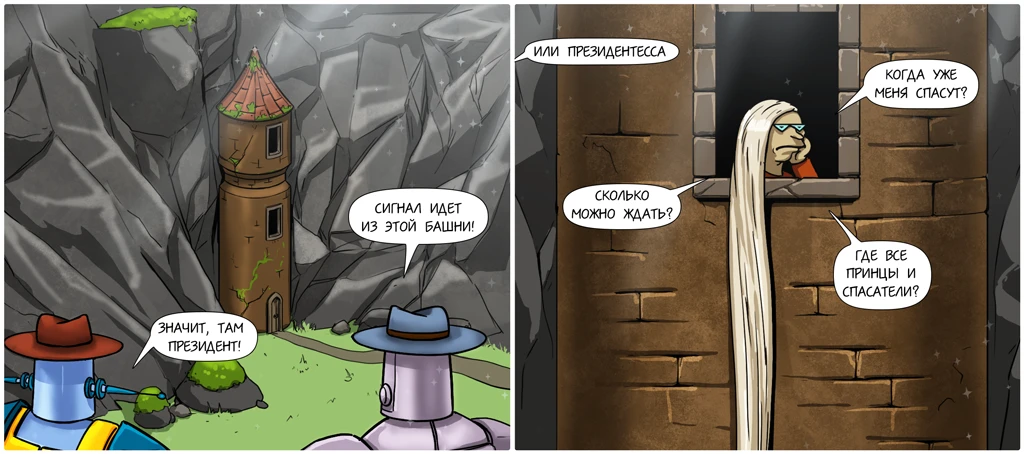 СИГНАЛ ИДЕТ
ИЗ ЭТОЙ БАШНИ!
ЗНАЧИТ, ТАМ
ПРЕЗИДЕНТ!
ИЛИ ПРЕЗИДЕНТЕССА
КОГДА УЖЕ
МЕНЯ СПАСУТ?
СКОЛЬКО
МОЖНО ЖДАТЬ?
ГДЕ ВСЕ
ПРИНЦЫ И
СПАСАТЕЛИ?